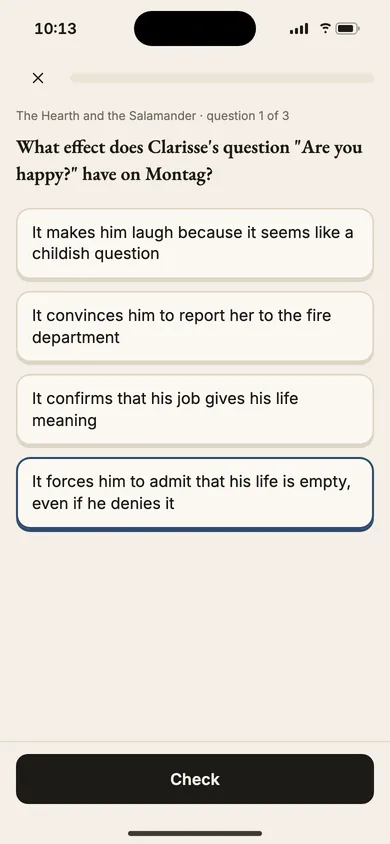 10:13
The Hearth and the Salamander · question 1 of 3
What effect does Clarisse's question "Are you
happy?" have on Montag?
It makes him laugh because it seems like a
childish question
It convinces him to report her to the fire
department
It confirms that his job gives his life
meaning
It forces him to admit that his life is empty,
even if he denies it
Check